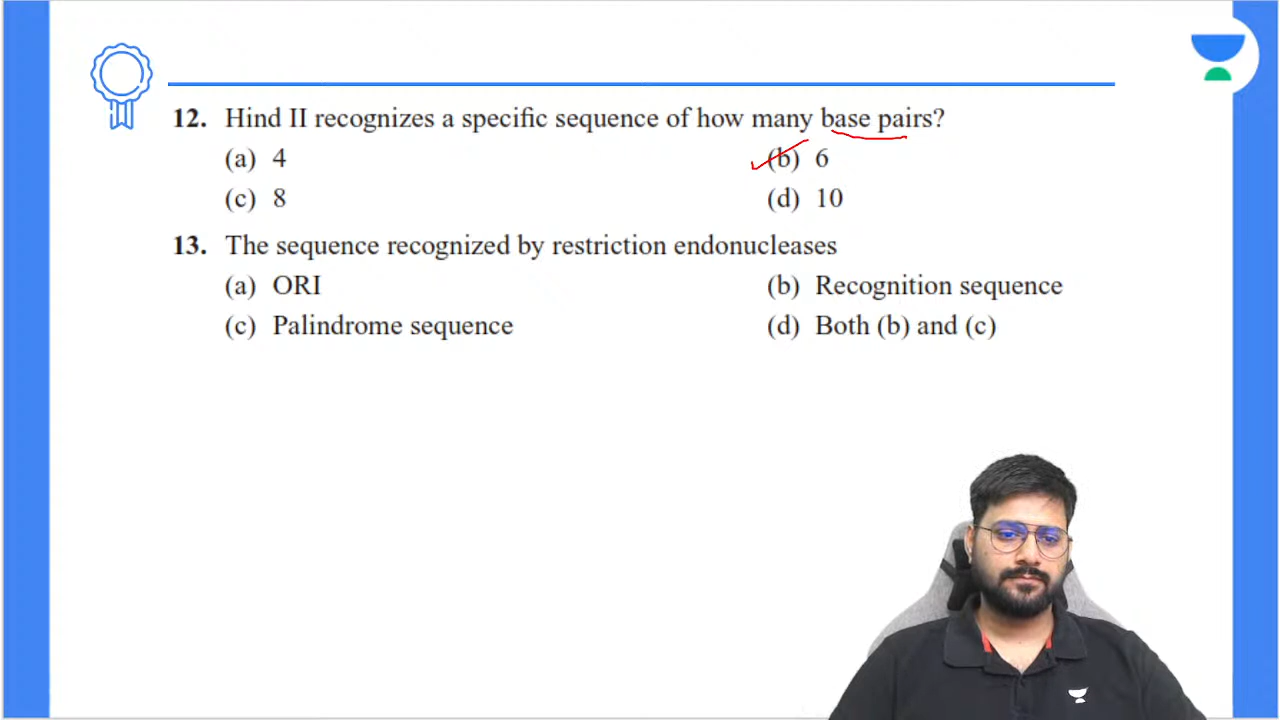 12. Hind II recognizes a specific sequence of how many base pairs?
(a) 4 (b) 6
(c) 8 (d) 10
13. The sequence recognized by restriction endonucleases
(a) ORI (b) Recognition sequence
(c) Palindrome sequence (d) Both (b) and (c)